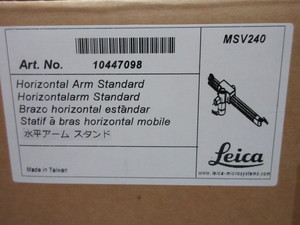 MSV240
Art. No. 10447098
Horizontal Arm Standard
Horizontalarm Standard
Brazo horizontal estándar
Statif à bras horizontal mobile
水平アーム スタンド
Leica
Made in Taiwan
www.leica-microsystems.com